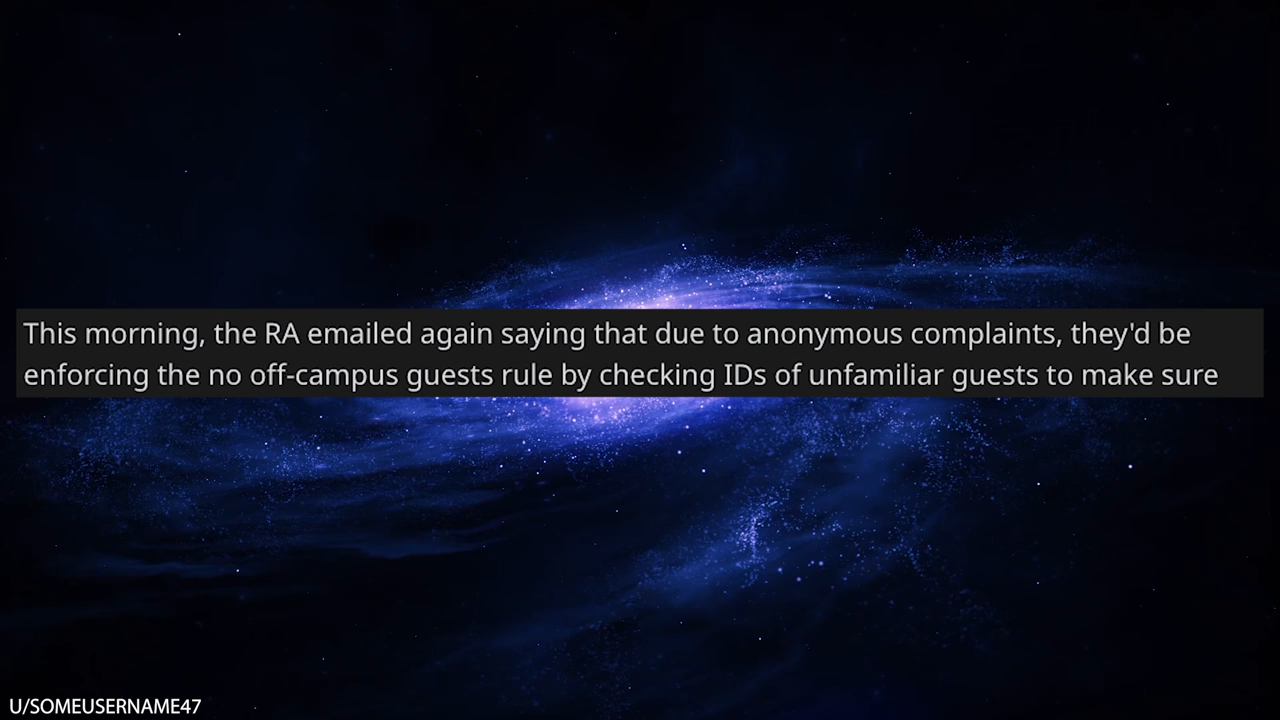 This morning, the RA emailed again saying that due to anonymous complaints, they'd be
enforcing the no off-campus guests rule by checking IDs of unfamiliar guests to make sure
U/SOMEUSERNAME47